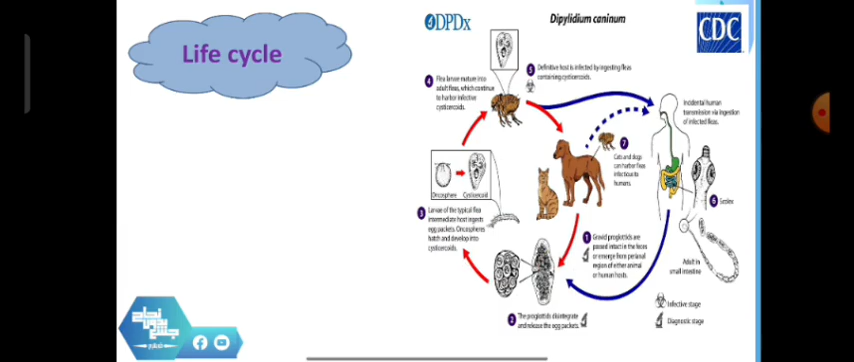 Life cycle
DPDx
Dipylidium caninum
CDC
4 Flea larvae mature into
adult fleas, which continue
to harbor infective
cysticercoids.
5 Definitive host is infected by ingesting fleas
containing cysticercoids.
Incidental human
transmission via ingestion
of infected fleas.
7
Cats and dogs
can harbor fleas
infectious to
humans.
Oncosphere Cysticercoid
3 Larvae of the typical flea
intermediate host ingests
egg packets. Oncospheres
hatch and develop into
cysticercoids.
6 Scolex
1 Gravid proglottids are
passed intact in the feces
or emerge from perianal
region of either animal
or human hosts.
Adult in
small intestine
2 The proglottids disintegrate
and release the egg packets.
Infective stage
Diagnostic stage
نجاح
بدون